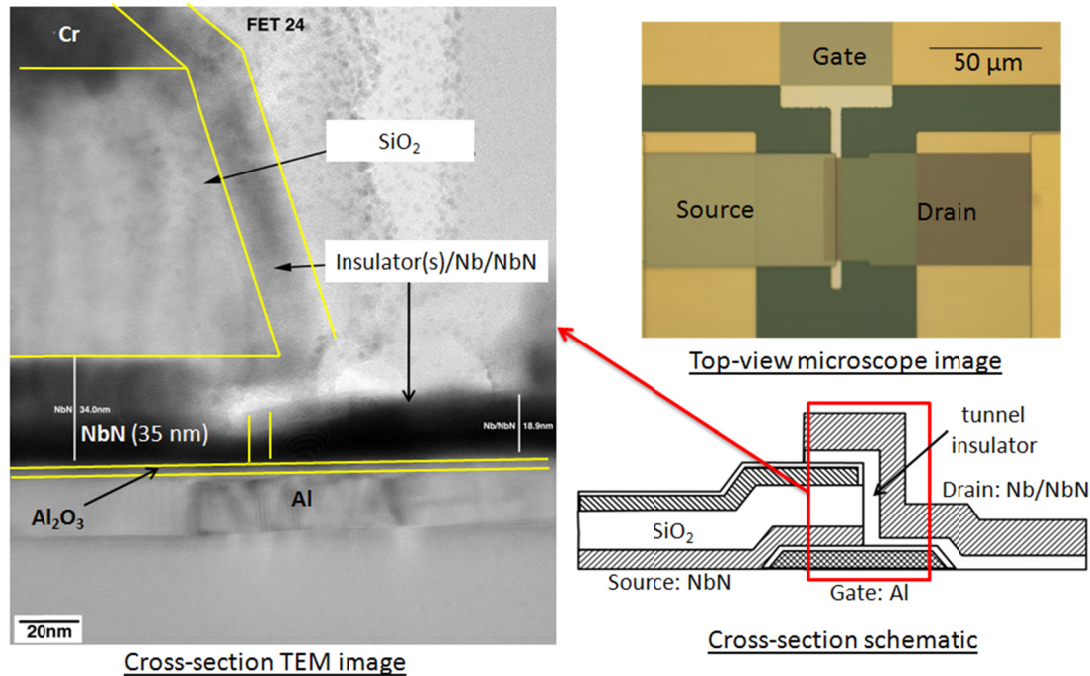 Cr
FET 24
SiO2
Insulator(s)/Nb/NbN
NbN 34.0nm
NbN (35 nm)
Nb/NbN 18.9nm
Al2O3
Al
20nm
Cross-section TEM image
Gate
50 μm
Source
Drain
Top-view microscope image
tunnel
insulator
Drain: Nb/NbN
SiO2
Source: NbN
Gate: Al
Cross-section schematic